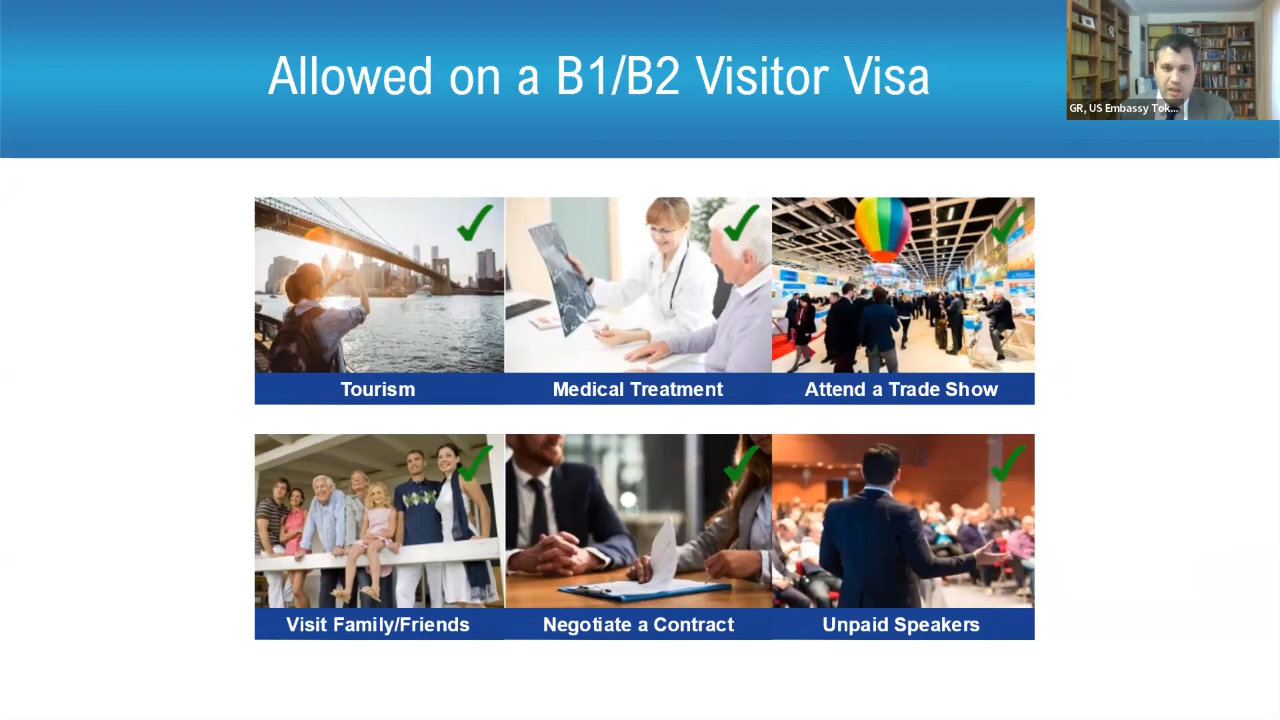 Allowed on a B1/B2 Visitor Visa
GR, US Embassy Tok...
Tourism
Medical Treatment
Attend a Trade Show
Visit Family/Friends
Negotiate a Contract
Unpaid Speakers